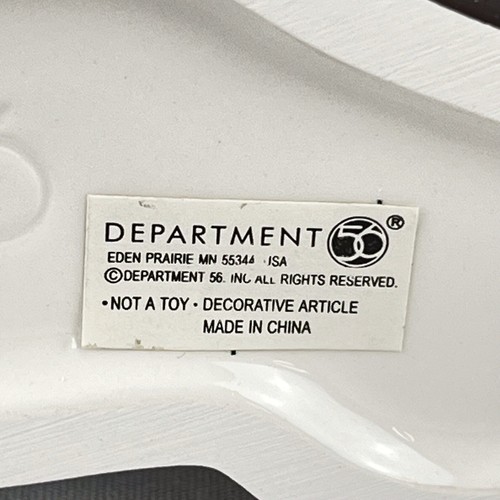 DEPARTMENT 56®
EDEN PRAIRIE MN 55344 USA
©DEPARTMENT 56. INC ALL RIGHTS RESERVED.
• NOT A TOY • DECORATIVE ARTICLE
MADE IN CHINA